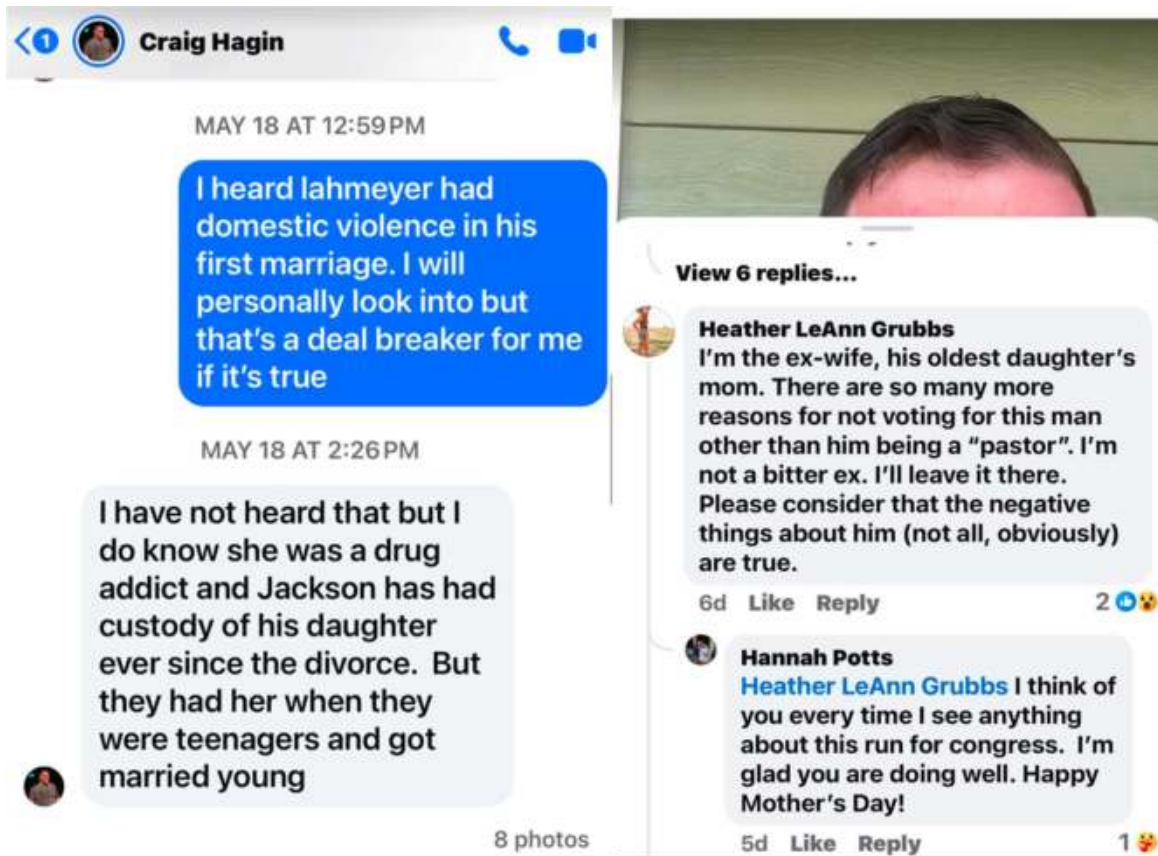 1
Craig Hagin
MAY 18 AT 12:59 PM
I heard lahmeyer had
domestic violence in his
first marriage. I will
personally look into but
that's a deal breaker for me
if it's true
MAY 18 AT 2:26 PM
I have not heard that but I
do know she was a drug
addict and Jackson has had
custody of his daughter
ever since the divorce.  But
they had her when they
were teenagers and got
married young
8 photos
View 6 replies...
Heather LeAnn Grubbs
I'm the ex-wife, his oldest daughter's
mom. There are so many more
reasons for not voting for this man
other than him being a “pastor”. I'm
not a bitter ex. I'll leave it there.
Please consider that the negative
things about him (not all, obviously)
are true.
6d Like Reply 2
Hannah Potts
Heather LeAnn Grubbs I think of
you every time I see anything
about this run for congress.  I'm
glad you are doing well. Happy
Mother's Day!
5d Like Reply 1